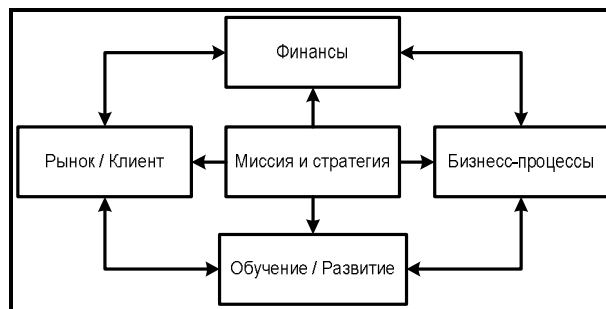 Финансы
Рынок / Клиент
Миссия и стратегия
Бизнесс-процессы
Обучение / Развитие